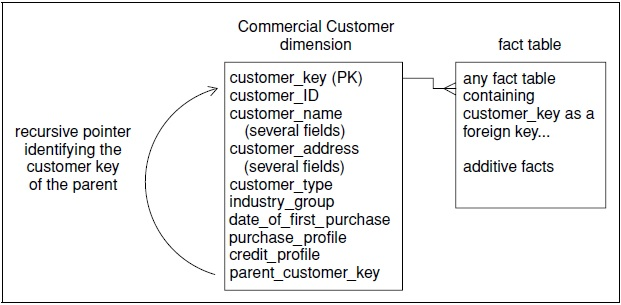 Commercial Customer
dimension
fact table
customer_key (PK)
customer_ID
customer_name
(several fields)
customer_address
(several fields)
customer_type
industry_group
date_of_first_purchase
purchase_profile
credit_profile
parent_customer_key
any fact table
containing
customer_key as a
foreign key...
additive facts
recursive pointer
identifying the
customer key
of the parent